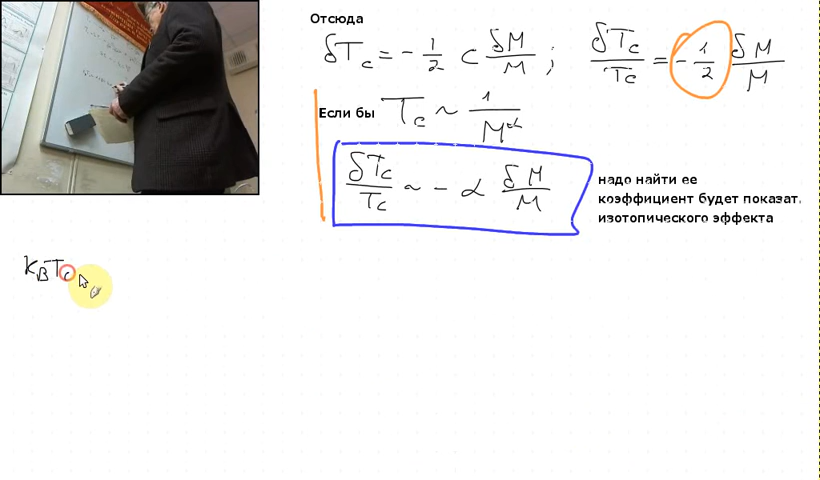 Отсюда
δT_c = - 1/2 C δM/M ; δT_c/T_c = - 1/2 δM/M
Если бы T_c ~ 1/M^α
δT_c/T_c ~ - α δM/M
надо найти ее
коэффициент будет показат.
изотопического эффекта
k_B T_c